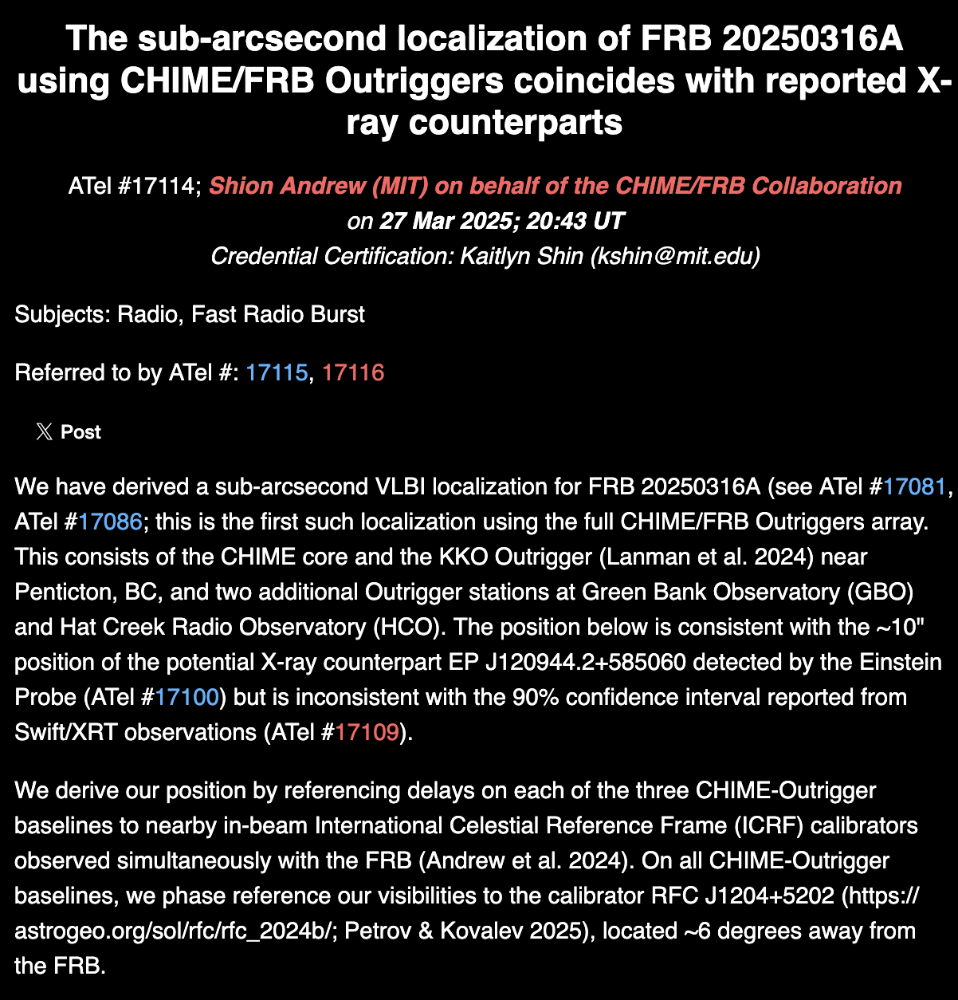 The sub-arcsecond localization of FRB 20250316A
using CHIME/FRB Outriggers coincides with reported X-
ray counterparts
ATel #17114; Shion Andrew (MIT) on behalf of the CHIME/FRB Collaboration
on 27 Mar 2025; 20:43 UT
Credential Certification: Kaitlyn Shin (kshin@mit.edu)
Subjects: Radio, Fast Radio Burst
Referred to by ATel #: 17115, 17116
X Post
We have derived a sub-arcsecond VLBI localization for FRB 20250316A (see ATel #17081,
ATel #17086; this is the first such localization using the full CHIME/FRB Outriggers array.
This consists of the CHIME core and the KKO Outrigger (Lanman et al. 2024) near
Penticton, BC, and two additional Outrigger stations at Green Bank Observatory (GBO)
and Hat Creek Radio Observatory (HCO). The position below is consistent with the ~10"
position of the potential X-ray counterpart EP J120944.2+585060 detected by the Einstein
Probe (ATel #17100) but is inconsistent with the 90% confidence interval reported from
Swift/XRT observations (ATel #17109).
We derive our position by referencing delays on each of the three CHIME-Outrigger
baselines to nearby in-beam International Celestial Reference Frame (ICRF) calibrators
observed simultaneously with the FRB (Andrew et al. 2024). On all CHIME-Outrigger
baselines, we phase reference our visibilities to the calibrator RFC J1204+5202 (https://
astrogeo.org/sol/rfc/rfc_2024b/; Petrov & Kovalev 2025), located ~6 degrees away from
the FRB.